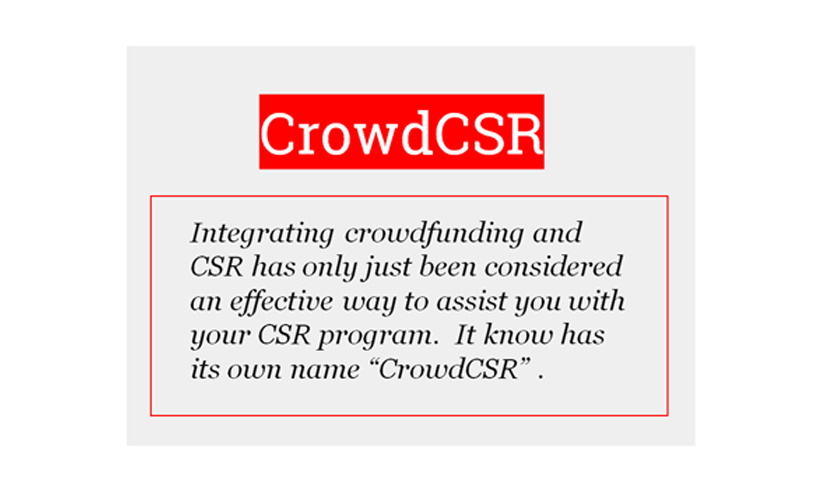 CrowdCSR
Integrating crowdfunding and
CSR has only just been considered
an effective way to assist you with
your CSR program.  It know has
its own name “CrowdCSR” .